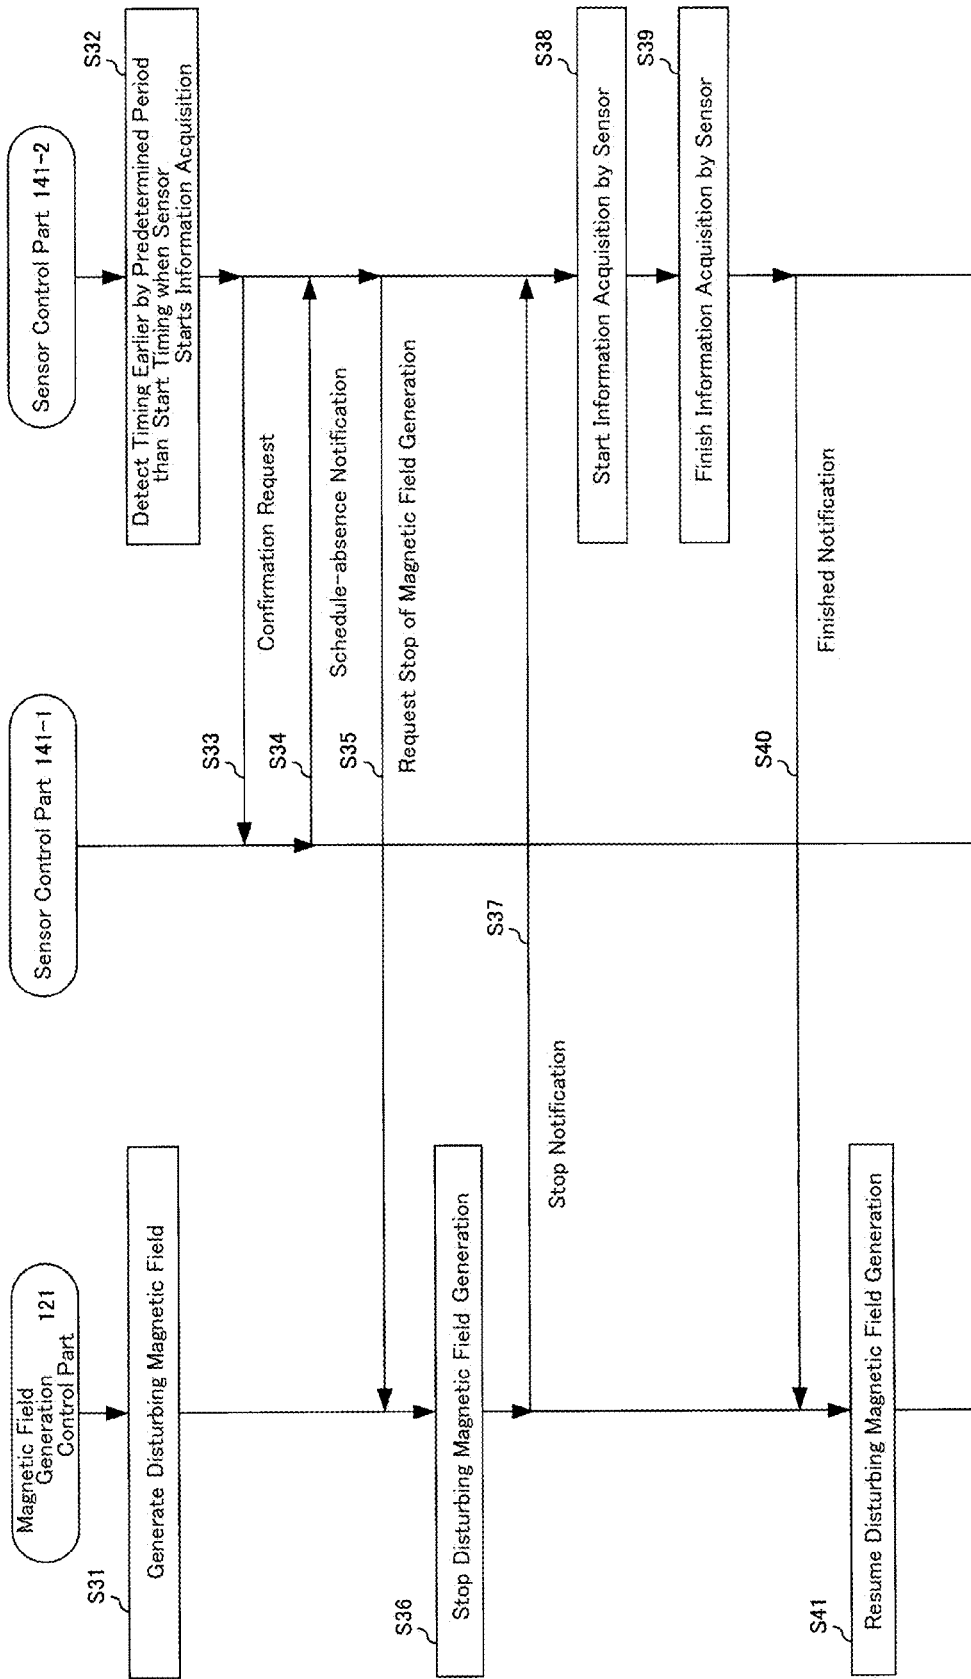 Magnetic Field
Generation 121
Control Part
Sensor Control Part 141-1
Sensor Control Part 141-2
S31
Generate Disturbing Magnetic Field
S32
Detect Timing Earlier by Predetermined Period
than Start Timing when Sensor
Starts Information Acquisition
S33
Confirmation Request
S34
Schedule-absence Notification
S35
Request Stop of Magnetic Field Generation
S36
Stop Disturbing Magnetic Field Generation
S37
Stop Notification
S38
Start Information Acquisition by Sensor
S39
Finish Information Acquisition by Sensor
S40
Finished Notification
S41
Resume Disturbing Magnetic Field Generation